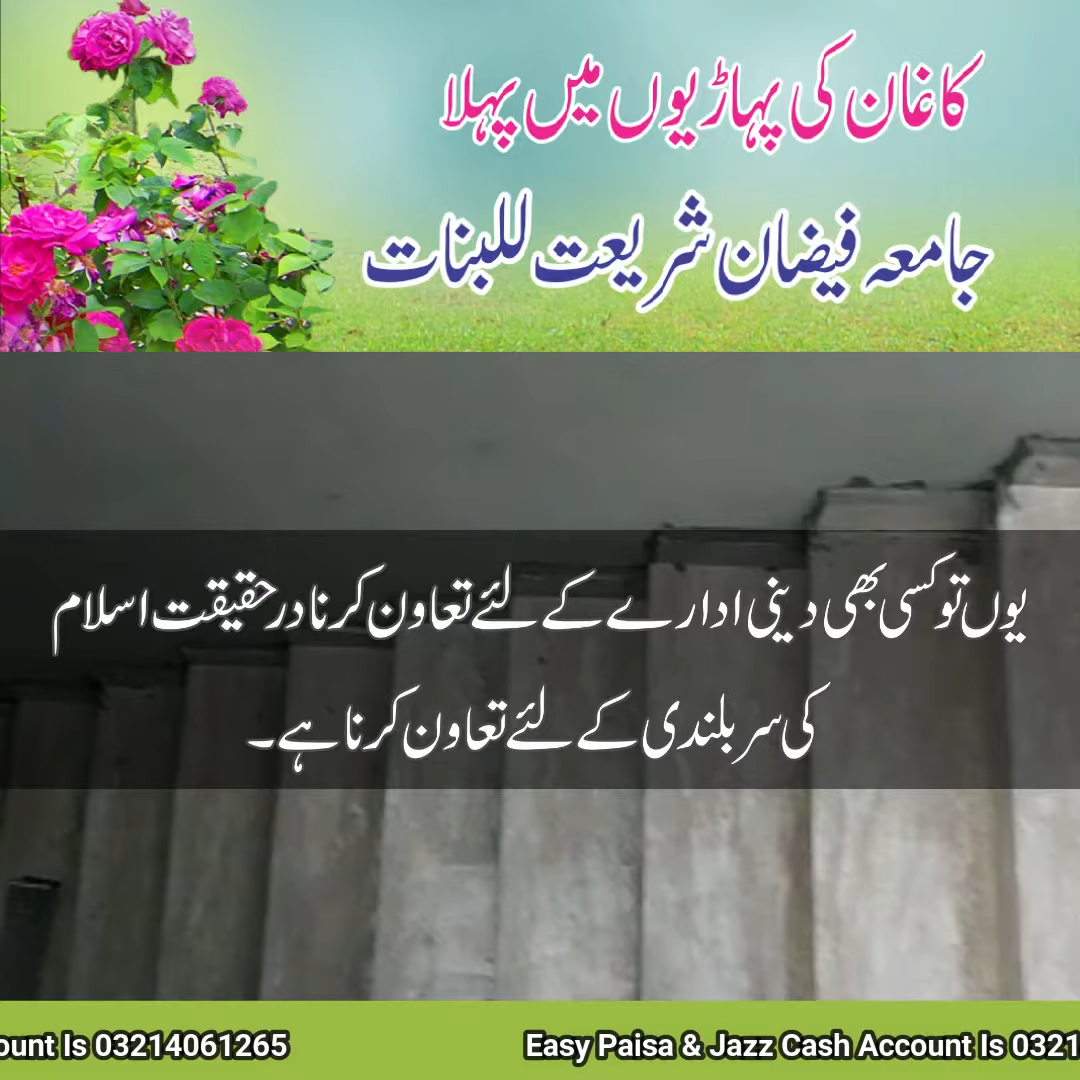 کاغان کی پہاڑیوں میں پہلا
جامعہ فیضان شریعت للبنات
یوں تو کسی بھی دینی ادارے کے لئے تعاون کرنا درحقیقت اسلام
کی سربلندی کے لئے تعاون کرنا ہے۔
ount Is 03214061265 Easy Paisa & Jazz Cash Account Is 0321